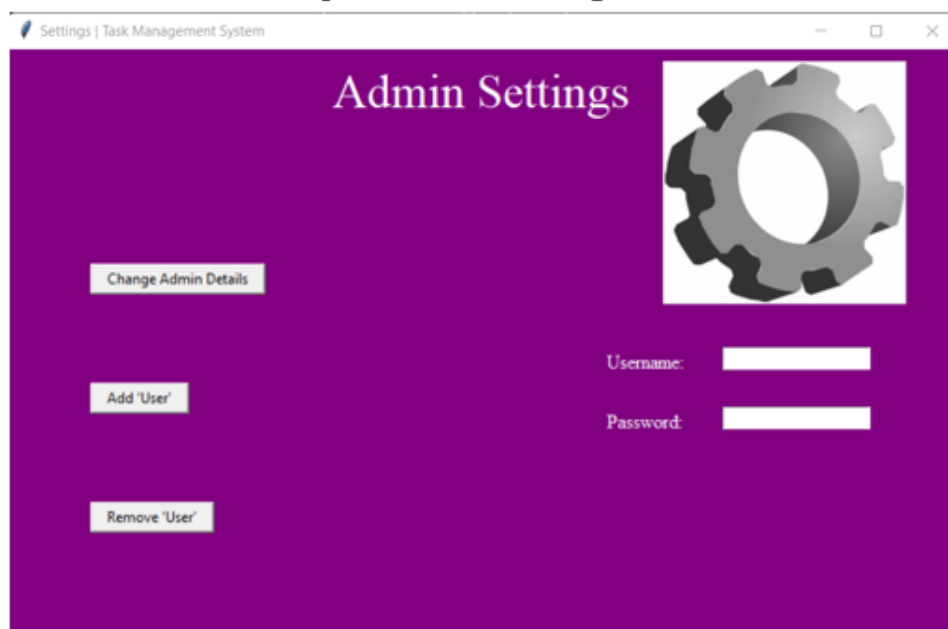 Settings | Task Management System
Admin Settings
Change Admin Details
Username:
Add 'User'
Password:
Remove 'User'